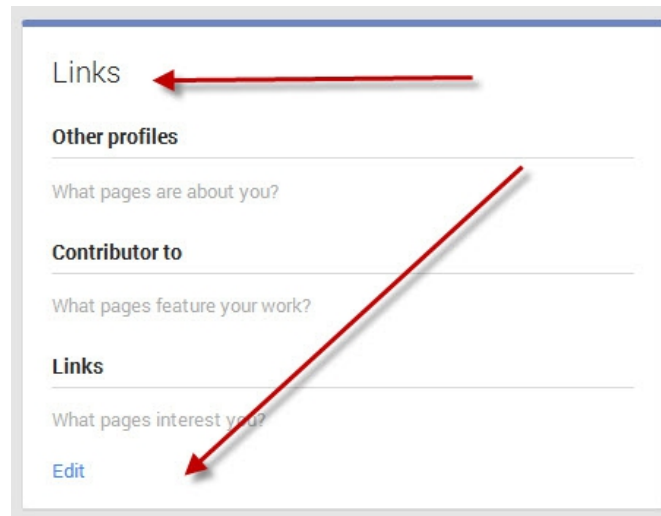 Links
Other profiles
What pages are about you?
Contributor to
What pages feature your work?
Links
What pages interest you?
Edit